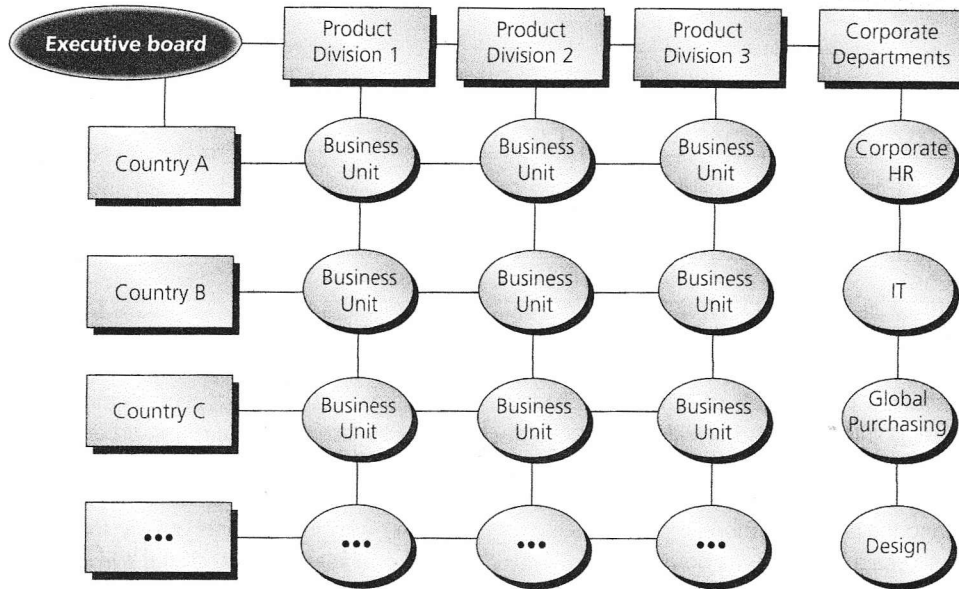 Executive board
Product
Division 1
Product
Division 2
Product
Division 3
Corporate
Departments
Country A
Business
Unit
Business
Unit
Business
Unit
Corporate
HR
Country B
Business
Unit
Business
Unit
Business
Unit
IT
Country C
Business
Unit
Business
Unit
Business
Unit
Global
Purchasing
•••
•••
•••
•••
Design